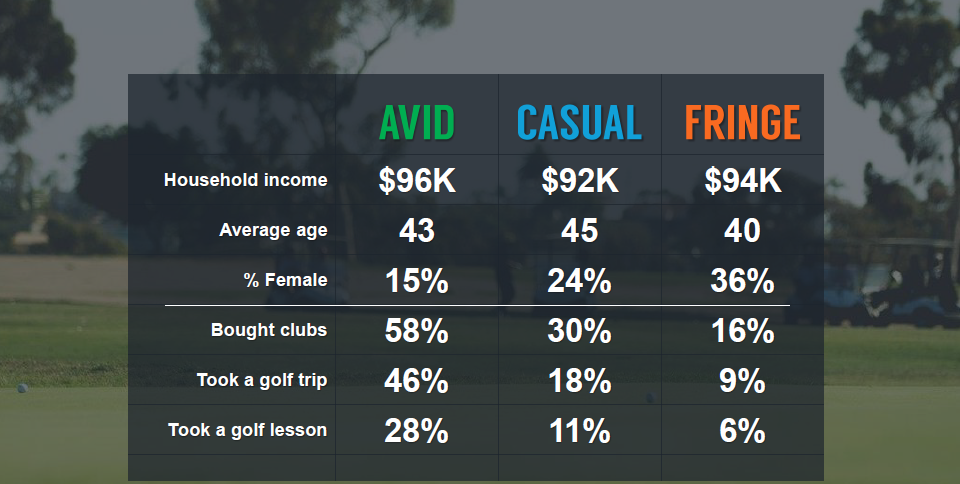 AVID CASUAL FRINGE
Household income $96K $92K $94K
Average age 43 45 40
% Female 15% 24% 36%
Bought clubs 58% 30% 16%
Took a golf trip 46% 18% 9%
Took a golf lesson 28% 11% 6%